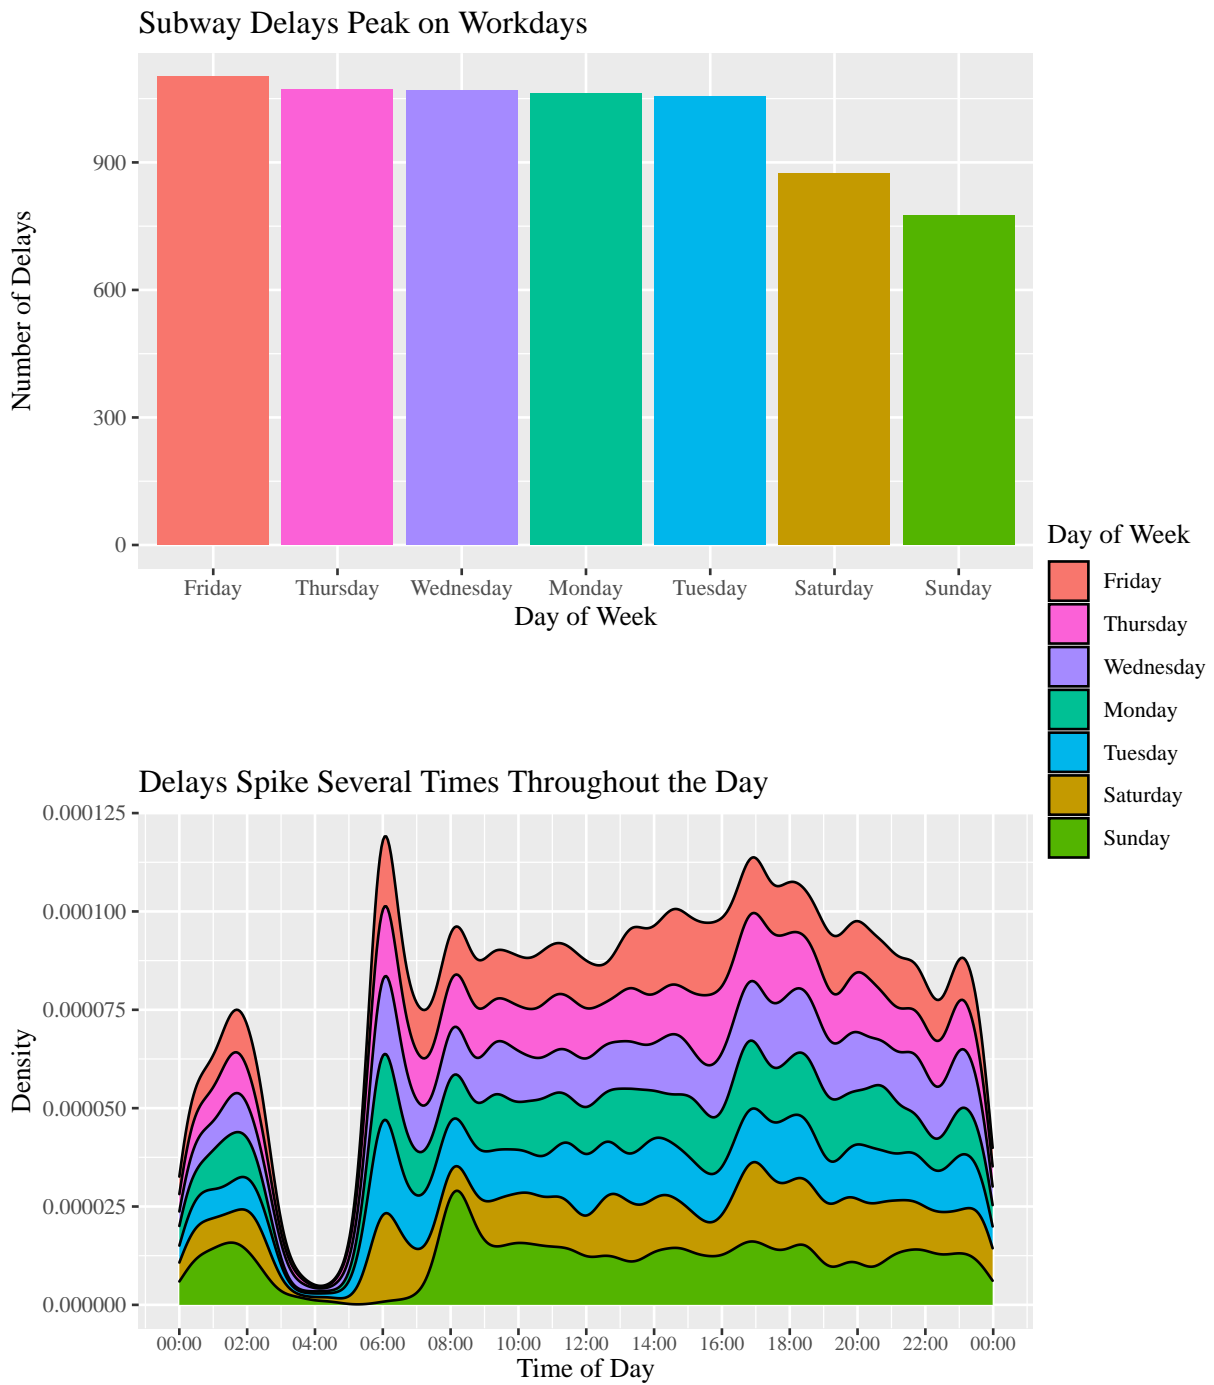 Subway Delays Peak on Workdays
Number of Delays
900
600
300
0
Friday Thursday Wednesday Monday Tuesday Saturday Sunday
Day of Week
Day of Week
Friday
Thursday
Wednesday
Monday
Tuesday
Saturday
Sunday
Delays Spike Several Times Throughout the Day
Density
0.000125
0.000100
0.000075
0.000050
0.000025
0.000000
00:00 02:00 04:00 06:00 08:00 10:00 12:00 14:00 16:00 18:00 20:00 22:00 00:00
Time of Day